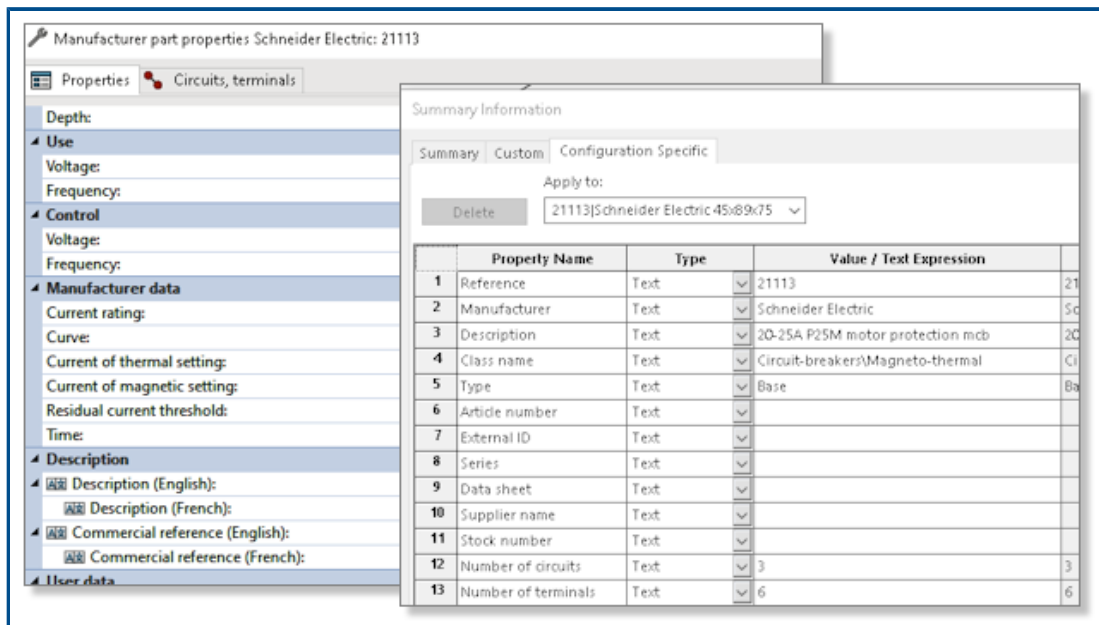 Manufacturer part properties Schneider Electric: 21113
Properties Circuits, terminals
Depth:
Use
Voltage:
Frequency:
Control
Voltage:
Frequency:
Manufacturer data
Current rating:
Curve:
Current of thermal setting:
Current of magnetic setting:
Residual current threshold:
Time:
Description
Description (English):
Description (French):
Commercial reference (English):
Commercial reference (French):
User data
Summary Information
Summary Custom Configuration Specific
Apply to:
Delete 21113|Schneider Electric 45x89x75
Property Name Type Value / Text Expression
1 Reference Text 21113 21
2 Manufacturer Text Schneider Electric Sc
3 Description Text 20-25A P25M motor protection mcb 20
4 Class name Text Circuit-breakers\Magneto-thermal Ci
5 Type Text Base Ba
6 Article number Text
7 External ID Text
8 Series Text
9 Data sheet Text
10 Supplier name Text
11 Stock number Text
12 Number of circuits Text 3 3
13 Number of terminals Text 6 6